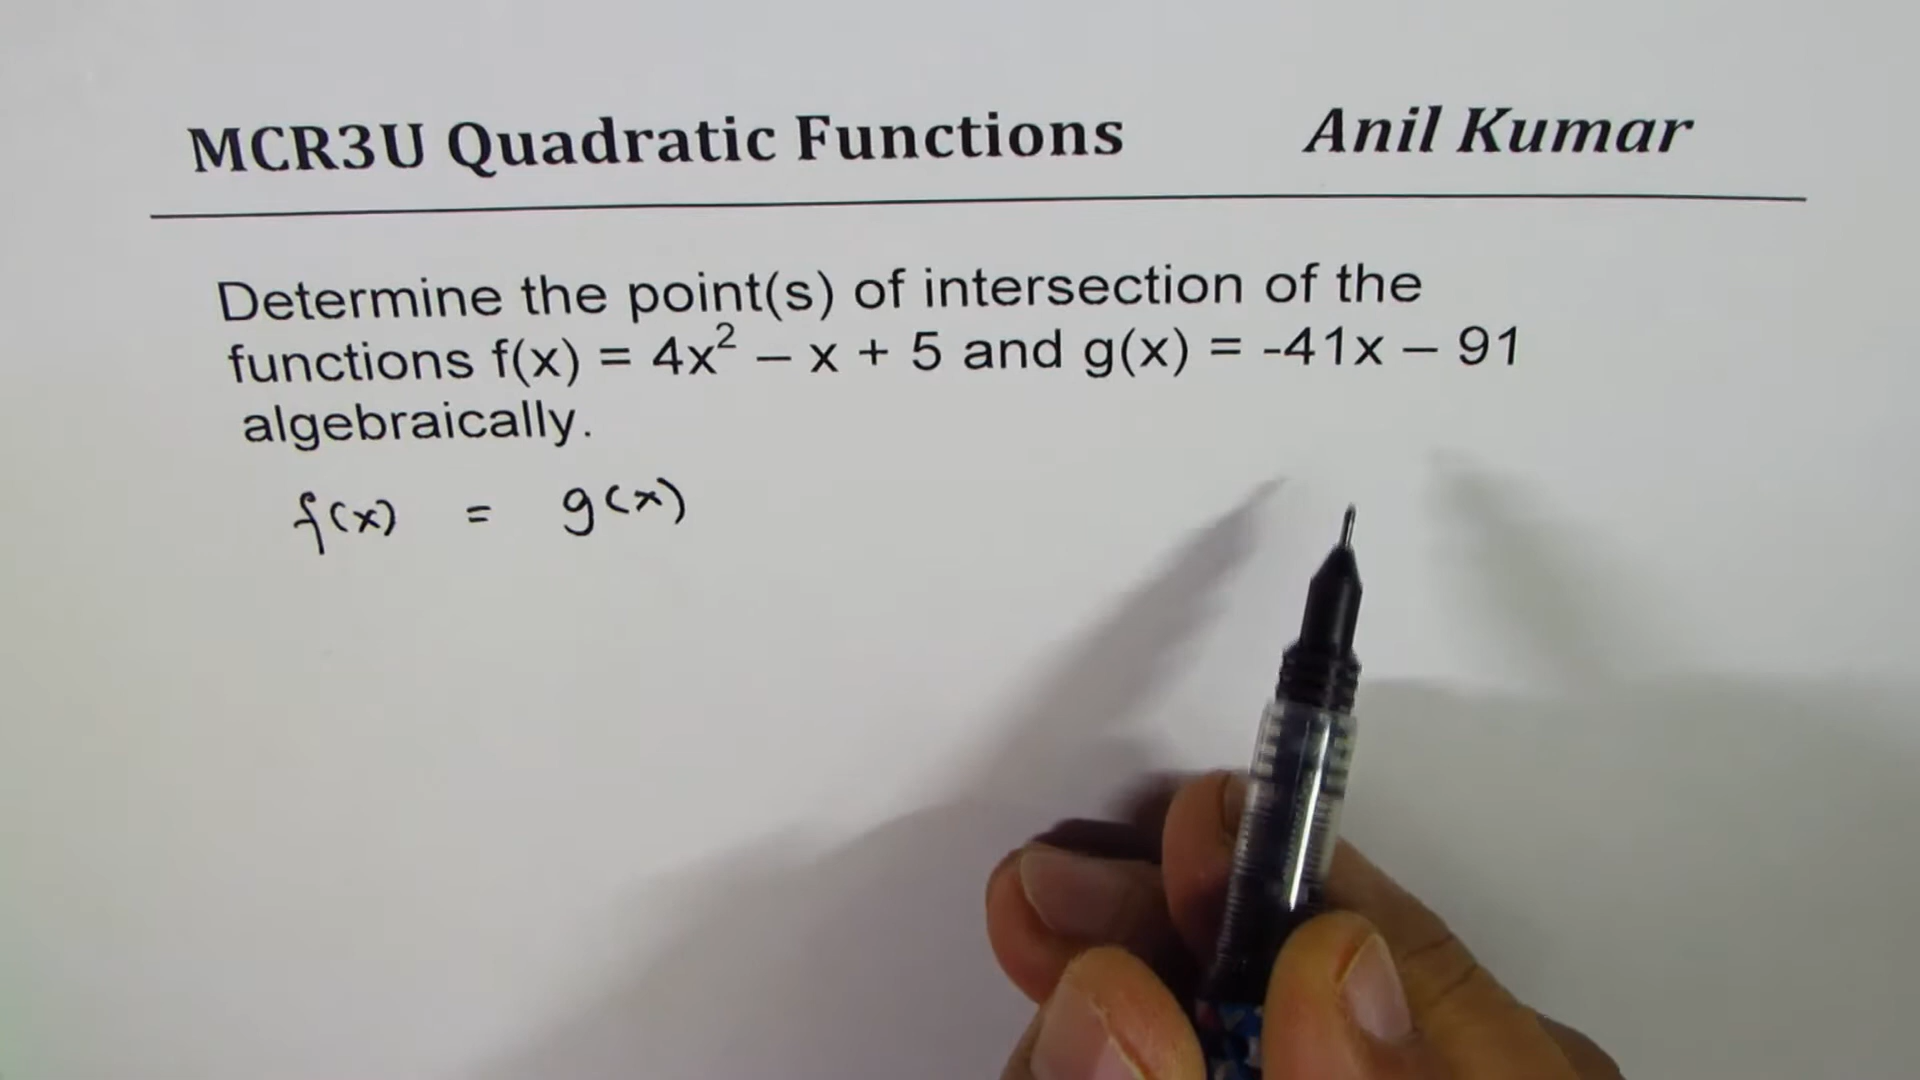 MCR3U Quadratic Functions Anil Kumar
Determine the point(s) of intersection of the
functions f(x) = 4x² – x + 5 and g(x) = -41x – 91
algebraically.
f(x) = g(x)